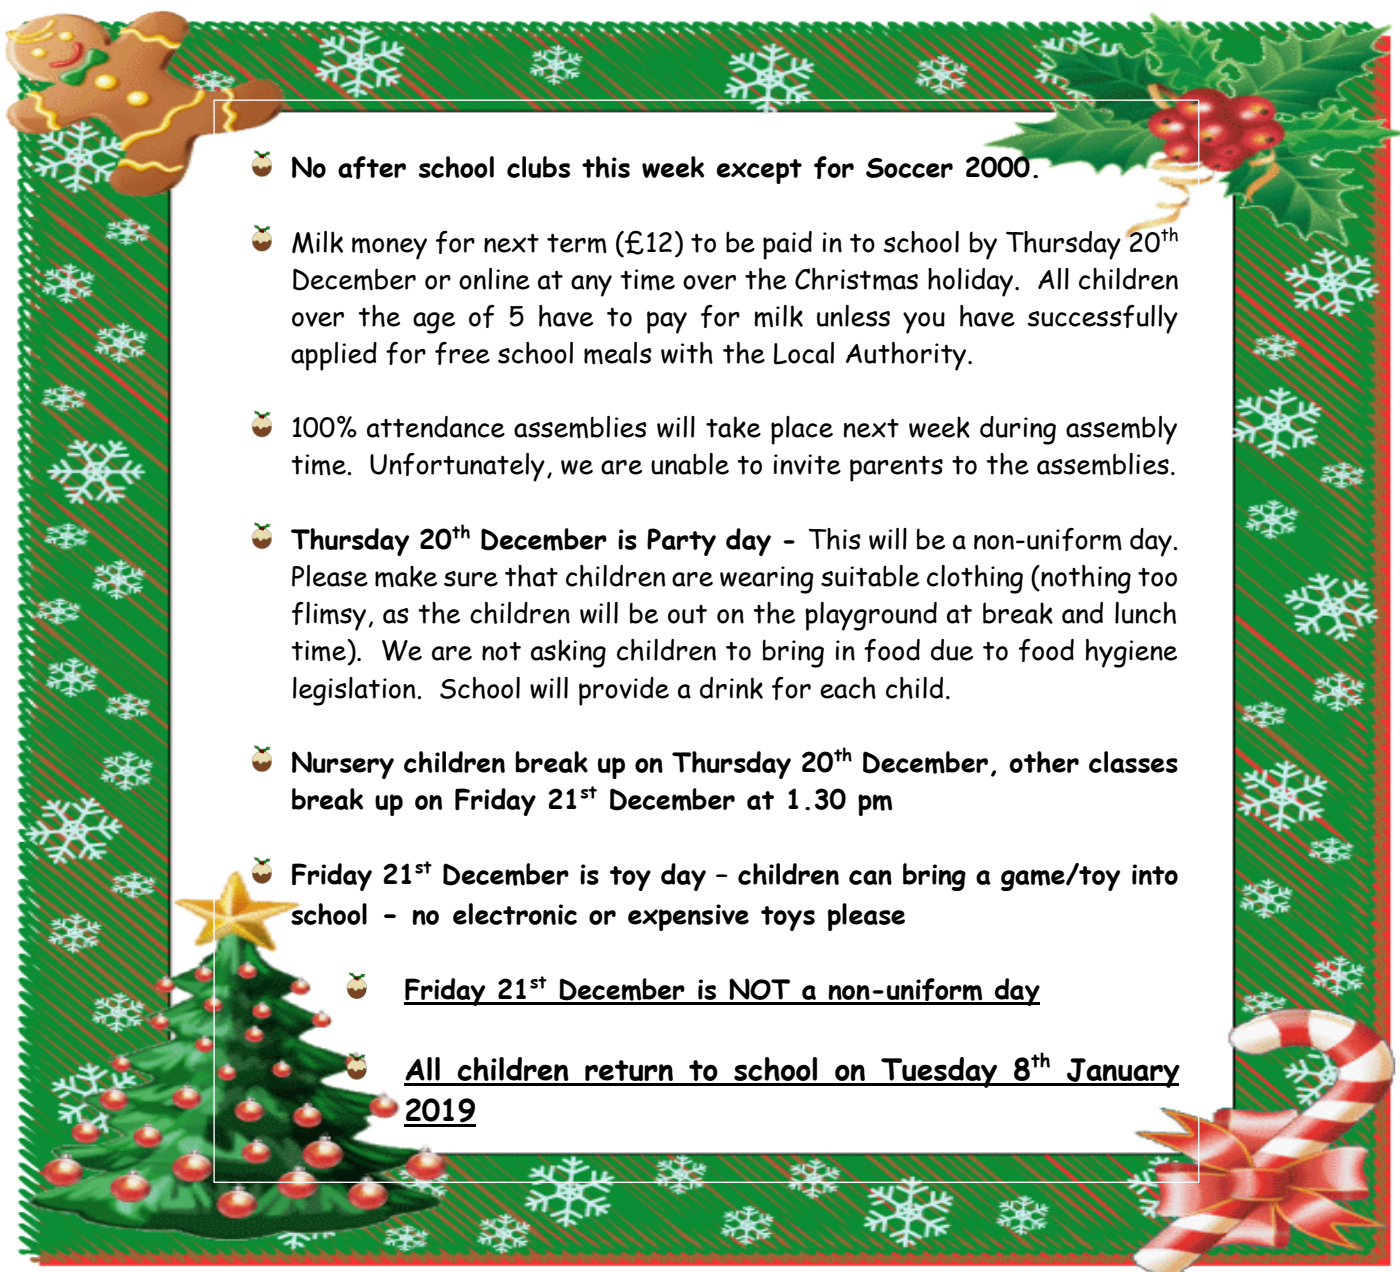 No after school clubs this week except for Soccer 2000.
Milk money for next term (£12) to be paid in to school by Thursday 20th
December or online at any time over the Christmas holiday.  All children
over the age of 5 have to pay for milk unless you have successfully
applied for free school meals with the Local Authority.
100% attendance assemblies will take place next week during assembly
time.  Unfortunately, we are unable to invite parents to the assemblies.
Thursday 20th December is Party day - This will be a non-uniform day.
Please make sure that children are wearing suitable clothing (nothing too
flimsy, as the children will be out on the playground at break and lunch
time).  We are not asking children to bring in food due to food hygiene
legislation.  School will provide a drink for each child.
Nursery children break up on Thursday 20th December, other classes
break up on Friday 21st December at 1.30 pm
Friday 21st December is toy day – children can bring a game/toy into
school – no electronic or expensive toys please
Friday 21st December is NOT a non-uniform day
All children return to school on Tuesday 8th January
2019